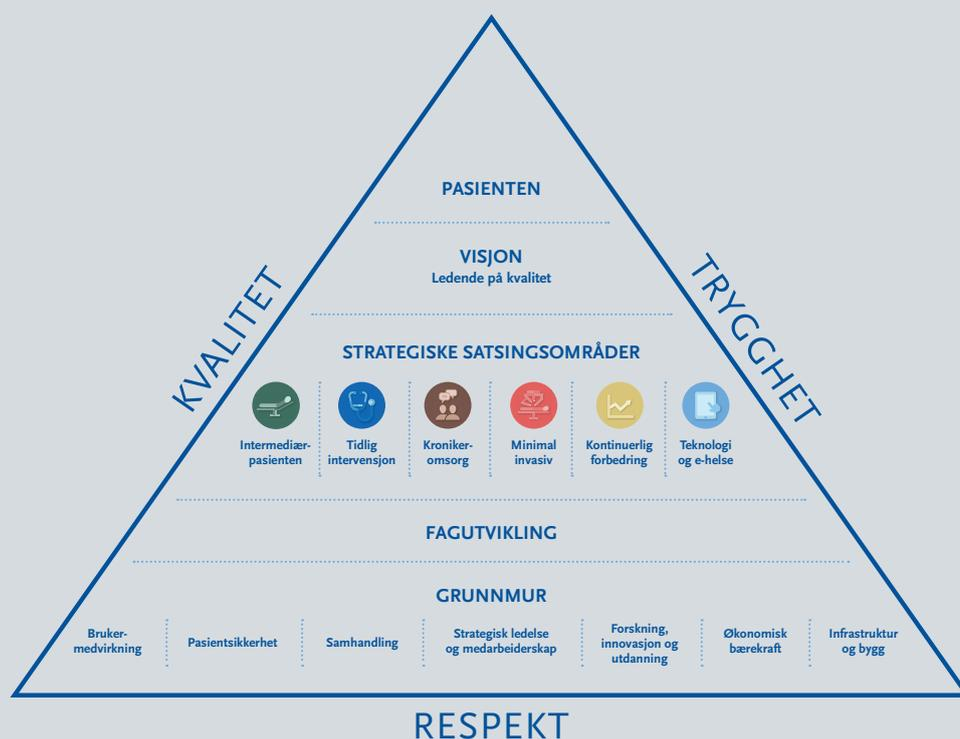 PASIENTEN
VISJON
Ledende på kvalitet
KVALITET
TRYGGHET
STRATEGISKE SATSINGSOMRÅDER
Intermediær-
pasienten
Tidlig
intervensjon
Kroniker-
omsorg
Minimal
invasiv
Kontinuerlig
forbedring
Teknologi
og e-helse
FAGUTVIKLING
GRUNNMUR
Bruker-
medvirkning
Pasientsikkerhet
Samhandling
Strategisk ledelse
og medarbeiderskap
Forskning,
innovasjon og
utdanning
Økonomisk
bærekraft
Infrastruktur
og bygg
RESPEKT